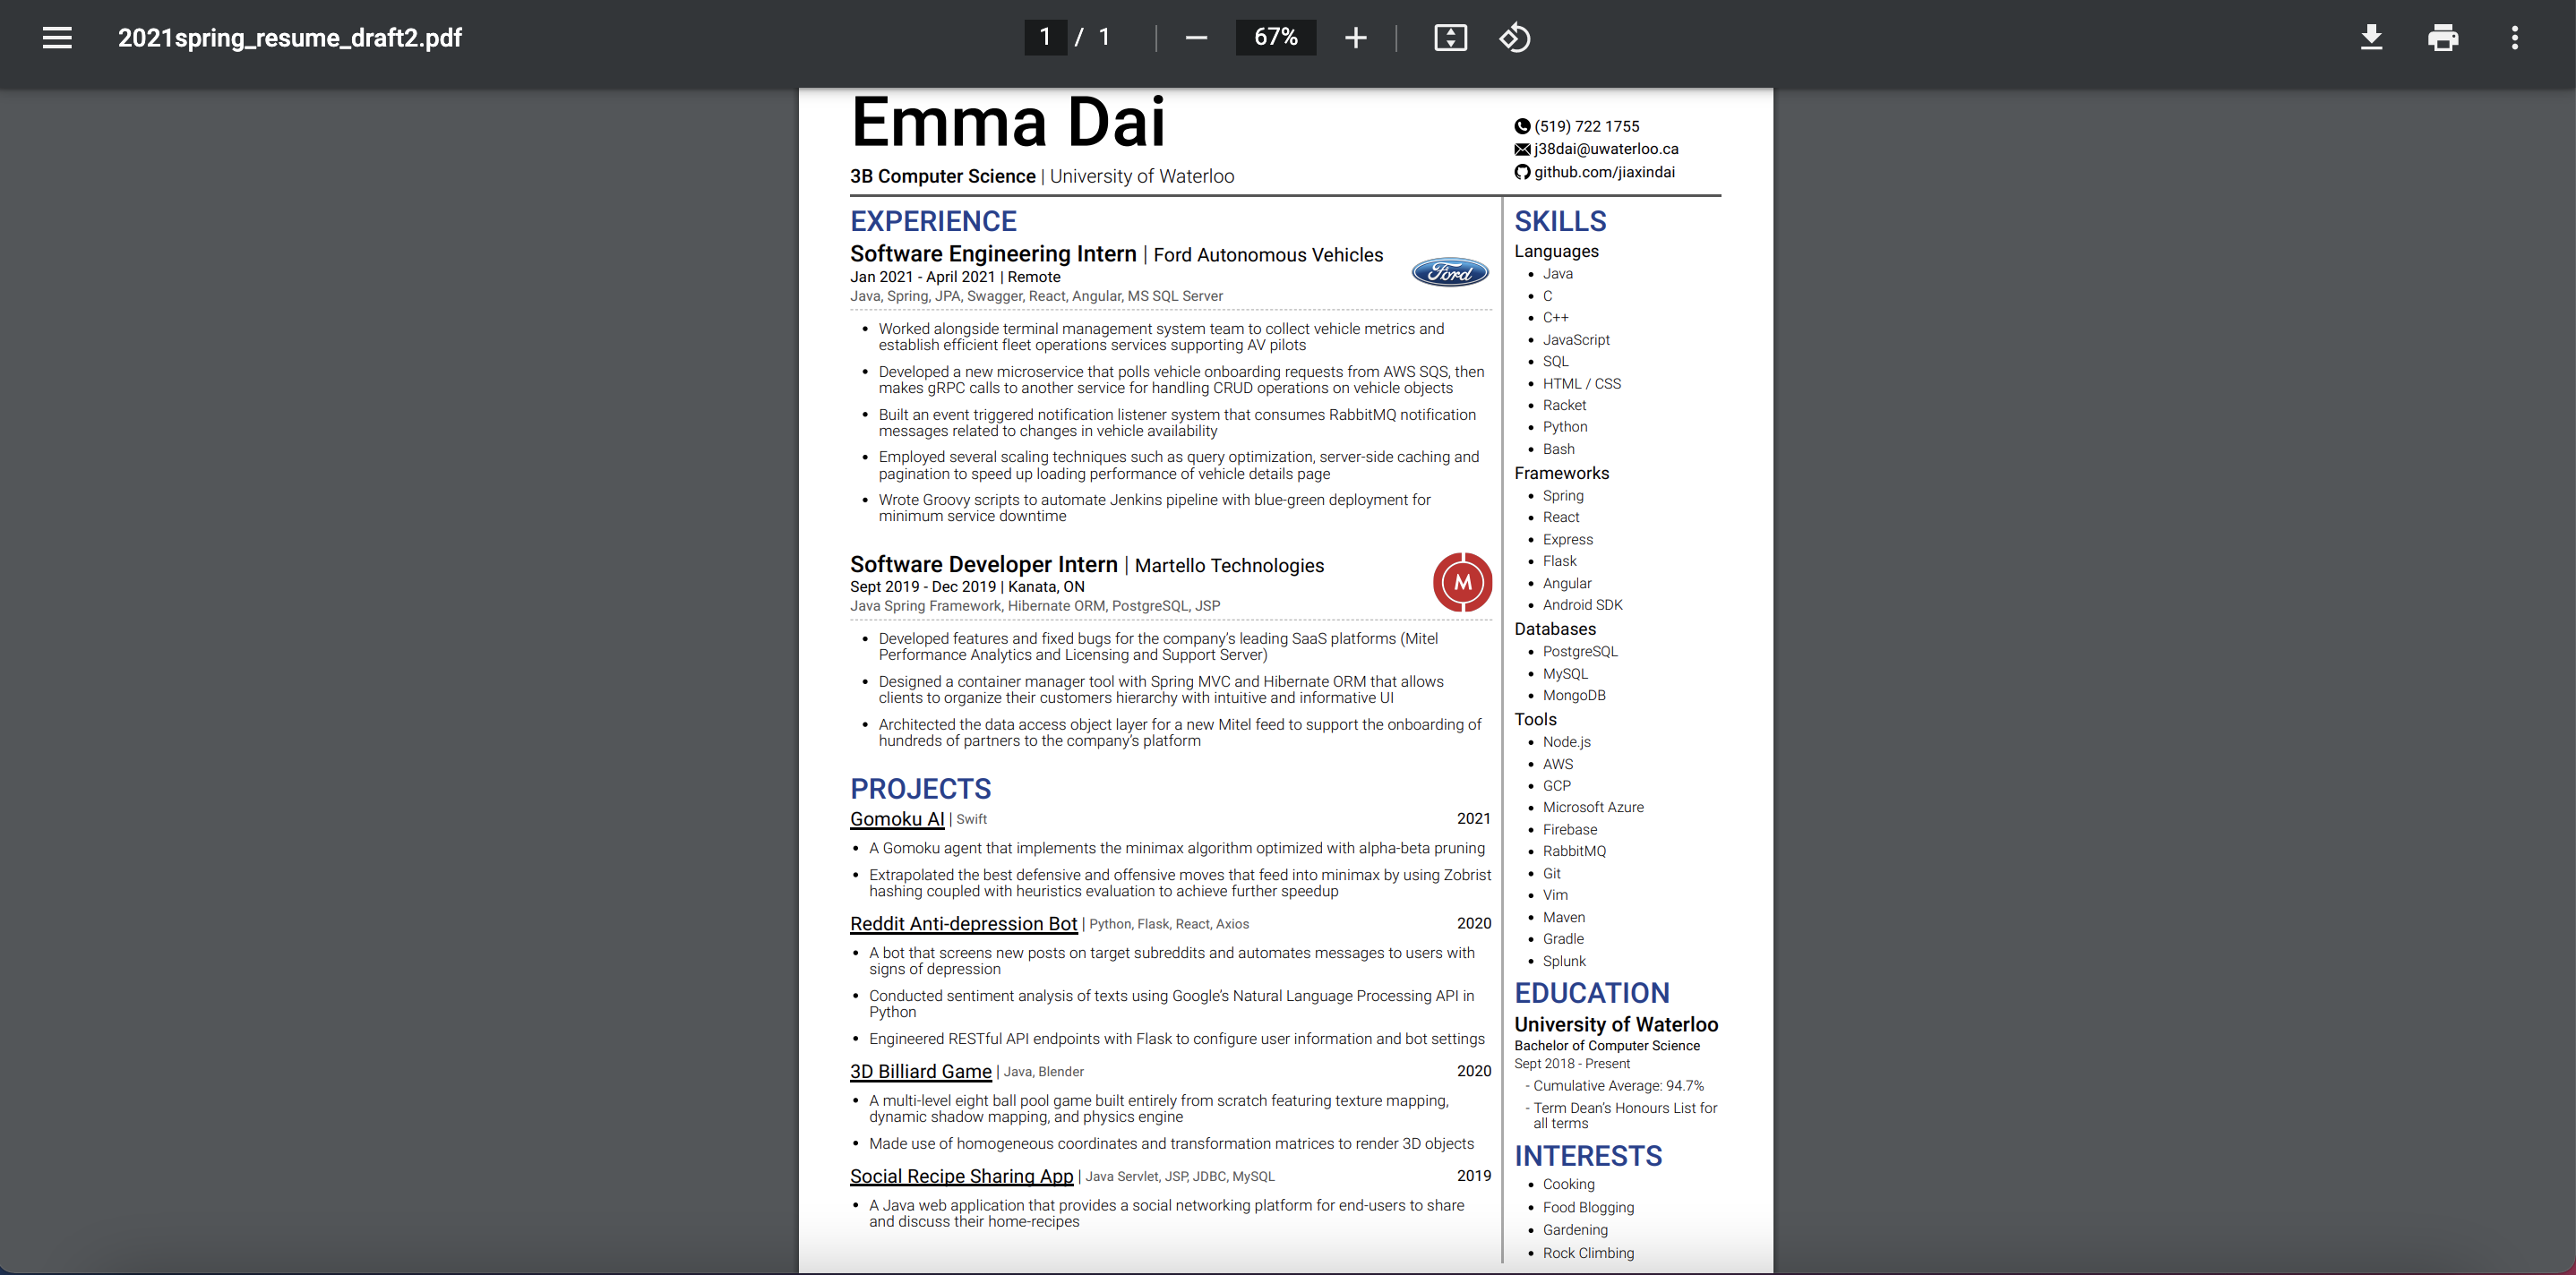 2021spring_resume_draft2.pdf
1 / 1
67%
Emma Dai
3B Computer Science | University of Waterloo
(519) 722 1755
j38dai@uwaterloo.ca
github.com/jiaxindai
EXPERIENCE
Software Engineering Intern | Ford Autonomous Vehicles
Ford
Jan 2021 - April 2021 | Remote
Java, Spring, JPA, Swagger, React, Angular, MS SQL Server
• Worked alongside terminal management system team to collect vehicle metrics and
establish efficient fleet operations services supporting AV pilots
• Developed a new microservice that polls vehicle onboarding requests from AWS SQS, then
makes gRPC calls to another service for handling CRUD operations on vehicle objects
• Built an event triggered notification listener system that consumes RabbitMQ notification
messages related to changes in vehicle availability
• Employed several scaling techniques such as query optimization, server-side caching and
pagination to speed up loading performance of vehicle details page
• Wrote Groovy scripts to automate Jenkins pipeline with blue-green deployment for
minimum service downtime
Software Developer Intern | Martello Technologies
M
Sept 2019 - Dec 2019 | Kanata, ON
Java Spring Framework, Hibernate ORM, PostgreSQL, JSP
• Developed features and fixed bugs for the company's leading SaaS platforms (Mitel
Performance Analytics and Licensing and Support Server)
• Designed a container manager tool with Spring MVC and Hibernate ORM that allows
clients to organize their customers hierarchy with intuitive and informative UI
• Architected the data access object layer for a new Mitel feed to support the onboarding of
hundreds of partners to the company's platform
PROJECTS
Gomoku AI | Swift 2021
• A Gomoku agent that implements the minimax algorithm optimized with alpha-beta pruning
• Extrapolated the best defensive and offensive moves that feed into minimax by using Zobrist
hashing coupled with heuristics evaluation to achieve further speedup
Reddit Anti-depression Bot | Python, Flask, React, Axios 2020
• A bot that screens new posts on target subreddits and automates messages to users with
signs of depression
• Conducted sentiment analysis of texts using Google's Natural Language Processing API in
Python
• Engineered RESTful API endpoints with Flask to configure user information and bot settings
3D Billiard Game | Java, Blender 2020
• A multi-level eight ball pool game built entirely from scratch featuring texture mapping,
dynamic shadow mapping, and physics engine
• Made use of homogeneous coordinates and transformation matrices to render 3D objects
Social Recipe Sharing App | Java Servlet, JSP, JDBC, MySQL 2019
• A Java web application that provides a social networking platform for end-users to share
and discuss their home-recipes
SKILLS
Languages
• Java
• C
• C++
• JavaScript
• SQL
• HTML / CSS
• Racket
• Python
• Bash
Frameworks
• Spring
• React
• Express
• Flask
• Angular
• Android SDK
Databases
• PostgreSQL
• MySQL
• MongoDB
Tools
• Node.js
• AWS
• GCP
• Microsoft Azure
• Firebase
• RabbitMQ
• Git
• Vim
• Maven
• Gradle
• Splunk
EDUCATION
University of Waterloo
Bachelor of Computer Science
Sept 2018 - Present
- Cumulative Average: 94.7%
- Term Dean's Honours List for
all terms
INTERESTS
• Cooking
• Food Blogging
• Gardening
• Rock Climbing